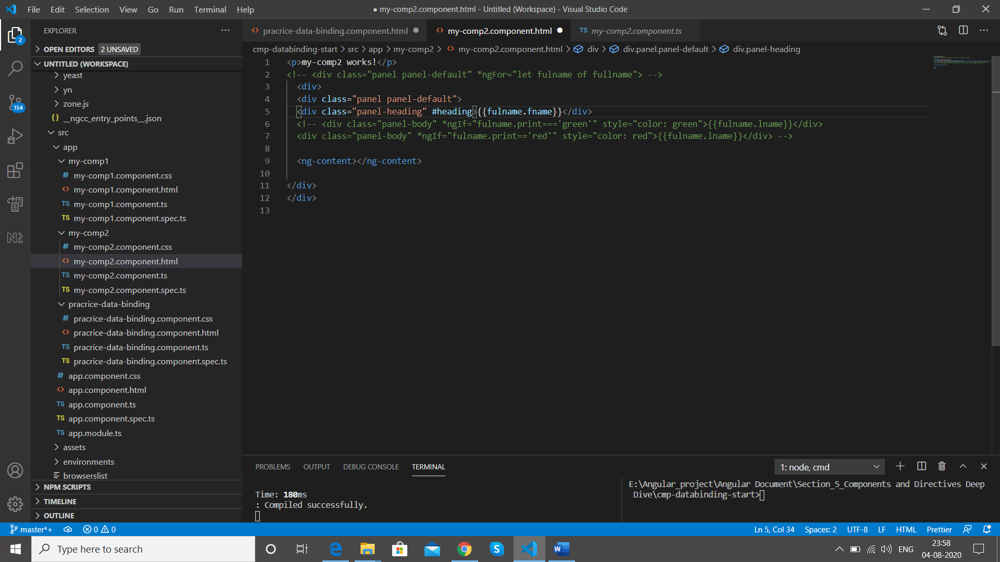 File Edit Selection View Go Run Terminal Help
● my-comp2.component.html - Untitled (Workspace) - Visual Studio Code
EXPLORER
OPEN EDITORS 2 UNSAVED
UNTITLED (WORKSPACE)
yeast
yn
zone.js
{} __ngcc_entry_points__.json
src
app
my-comp1
# my-comp1.component.css
<> my-comp1.component.html
TS my-comp1.component.ts
TS my-comp1.component.spec.ts
my-comp2
# my-comp2.component.css
<> my-comp2.component.html
TS my-comp2.component.ts
TS my-comp2.component.spec.ts
pracrice-data-binding
# pracrice-data-binding.component.css
<> pracrice-data-binding.component.html
TS pracrice-data-binding.component.ts
TS pracrice-data-binding.component.spec.ts
# app.component.css
<> app.component.html
TS app.component.ts
TS app.component.spec.ts
TS app.module.ts
assets
environments
browserslist
NPM SCRIPTS
TIMELINE
OUTLINE
2
154
<> pracrice-data-binding.component.html ● <> my-comp2.component.html ● TS my-comp2.component.ts
cmp-databinding-start > src > app > my-comp2 > <> my-comp2.component.html > div > div.panel.panel-default > div.panel-heading
1 <p>my-comp2 works!</p>
2 <!-- <div class="panel panel-default" *ngFor="let fulname of fullname"> -->
3 <div>
4 <div class="panel panel-default">
5 <div class="panel-heading" #heading>{{fulname.fname}}</div>
6 <!-- <div class="panel-body" *ngIf="fulname.print==='green'" style="color: green">{{fulname.lname}}</div>
7 <div class="panel-body" *ngIf="fulname.print=='red'" style="color: red">{{fulname.lname}}</div> -->
8
9 <ng-content></ng-content>
10
11 </div>
12 </div>
13
PROBLEMS OUTPUT DEBUG CONSOLE TERMINAL
1: node, cmd
Time: 180ms
: Compiled successfully.
E:\Angular_project\Angular Document\Section_5_Components and Directives Deep
Dive\cmp-databinding-start>
master*+ 0 0
Ln 5, Col 34 Spaces: 2 UTF-8 LF HTML Prettier
Type here to search
ENG
23:58
04-08-2020